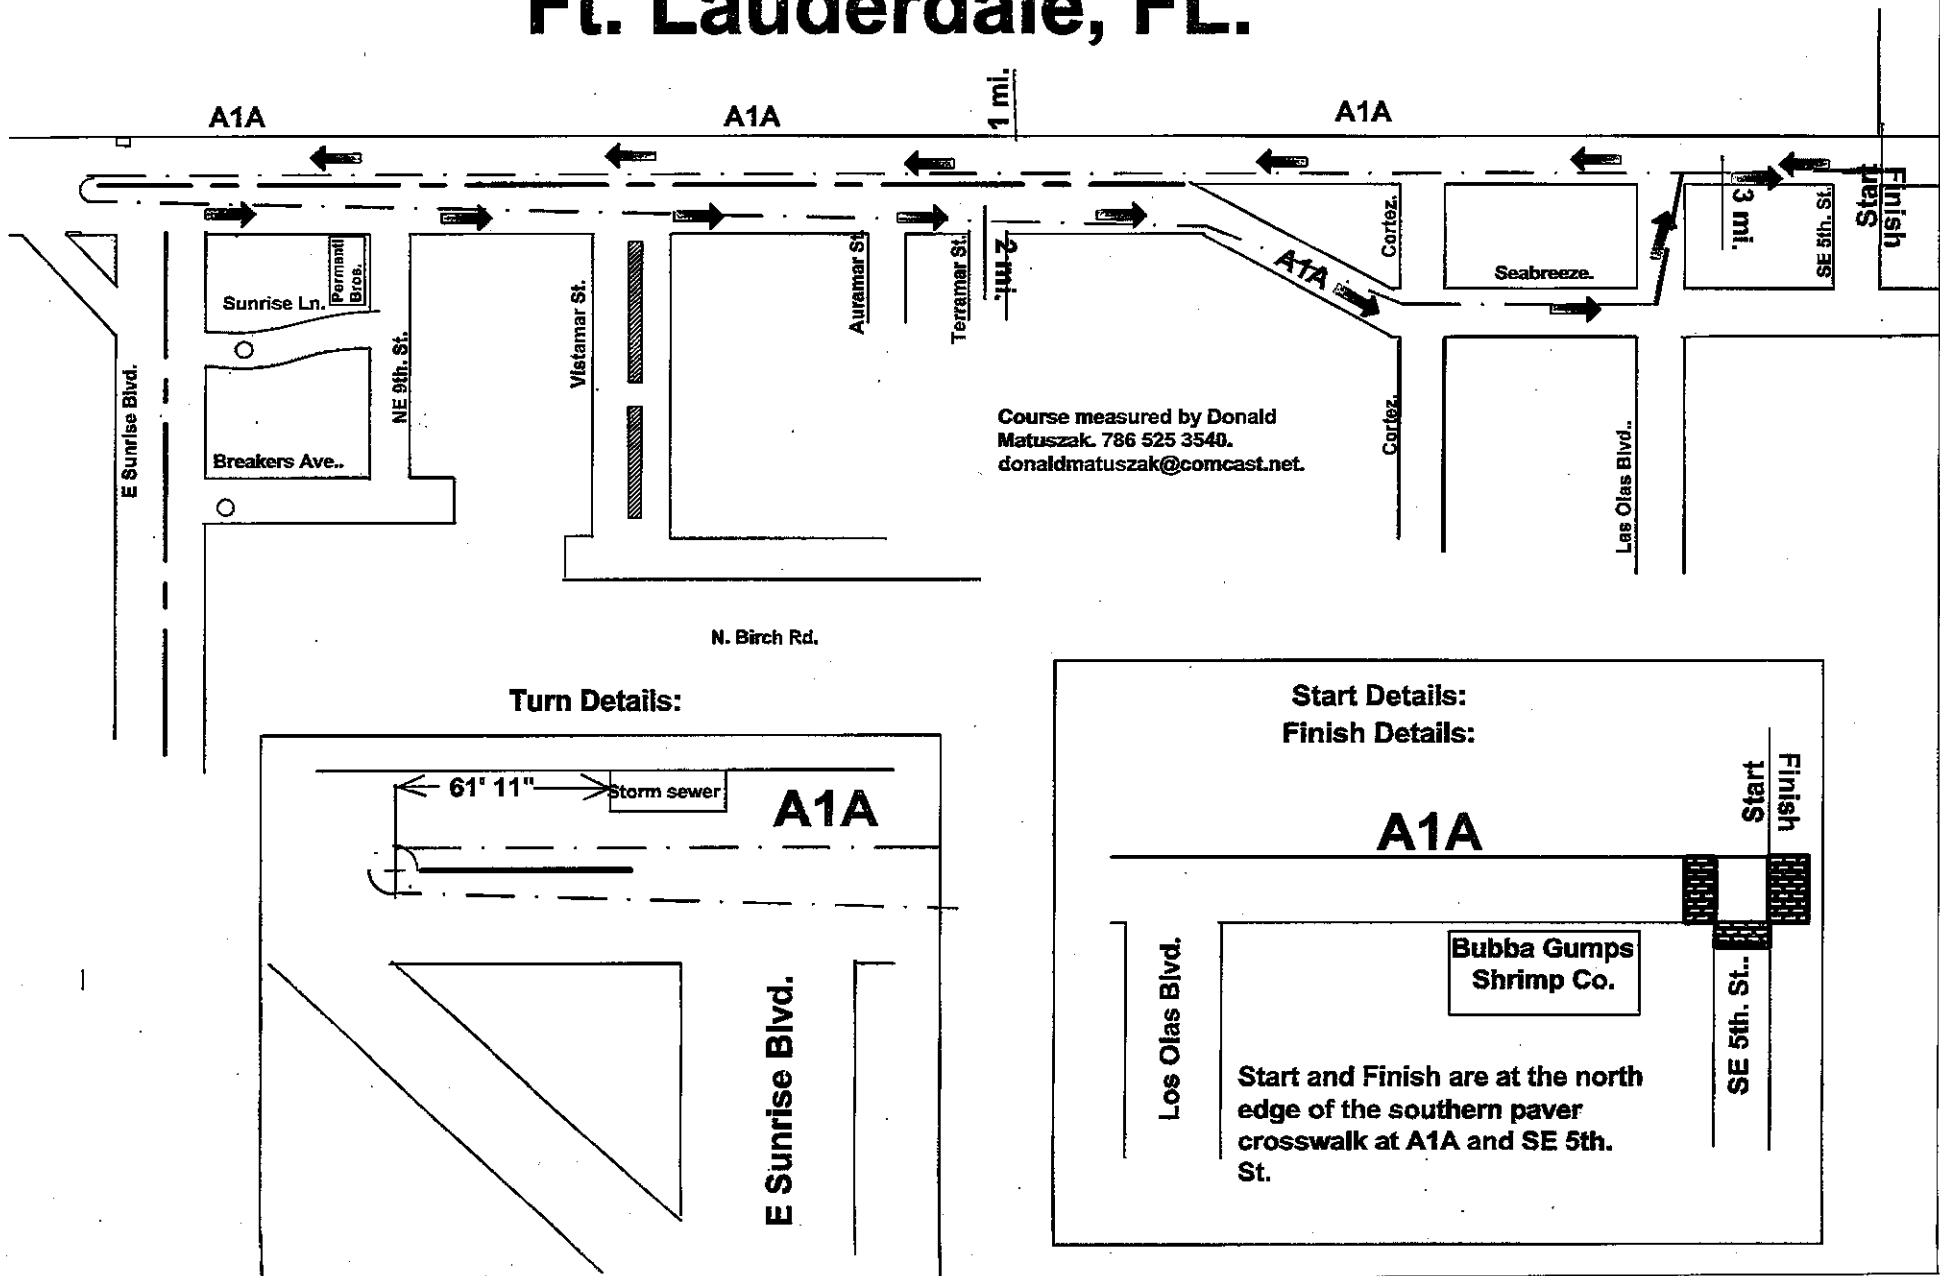 Ft. Lauderdale, FL.
A1A
A1A
1 mi.
A1A
Start
Finish
3 mi.
SE 5th. St.
Cortez.
Seabreeze.
A1A
2 mi.
Terramar St.
Auramar St.
Permanti
Bros.
Sunrise Ln.
Vistamar St.
NE 9th. St.
E Sunrise Blvd.
Breakers Ave..
Course measured by Donald
Matuszak. 786 525 3540.
donaldmatuszak@comcast.net.
Cortez.
Las Olas Blvd..
N. Birch Rd.
Turn Details:
61' 11"
Storm sewer
A1A
E Sunrise Blvd.
Start Details:
Finish Details:
Start
Finish
A1A
Los Olas Blvd.
Bubba Gumps
Shrimp Co.
SE 5th. St..
Start and Finish are at the north
edge of the southern paver
crosswalk at A1A and SE 5th.
St.